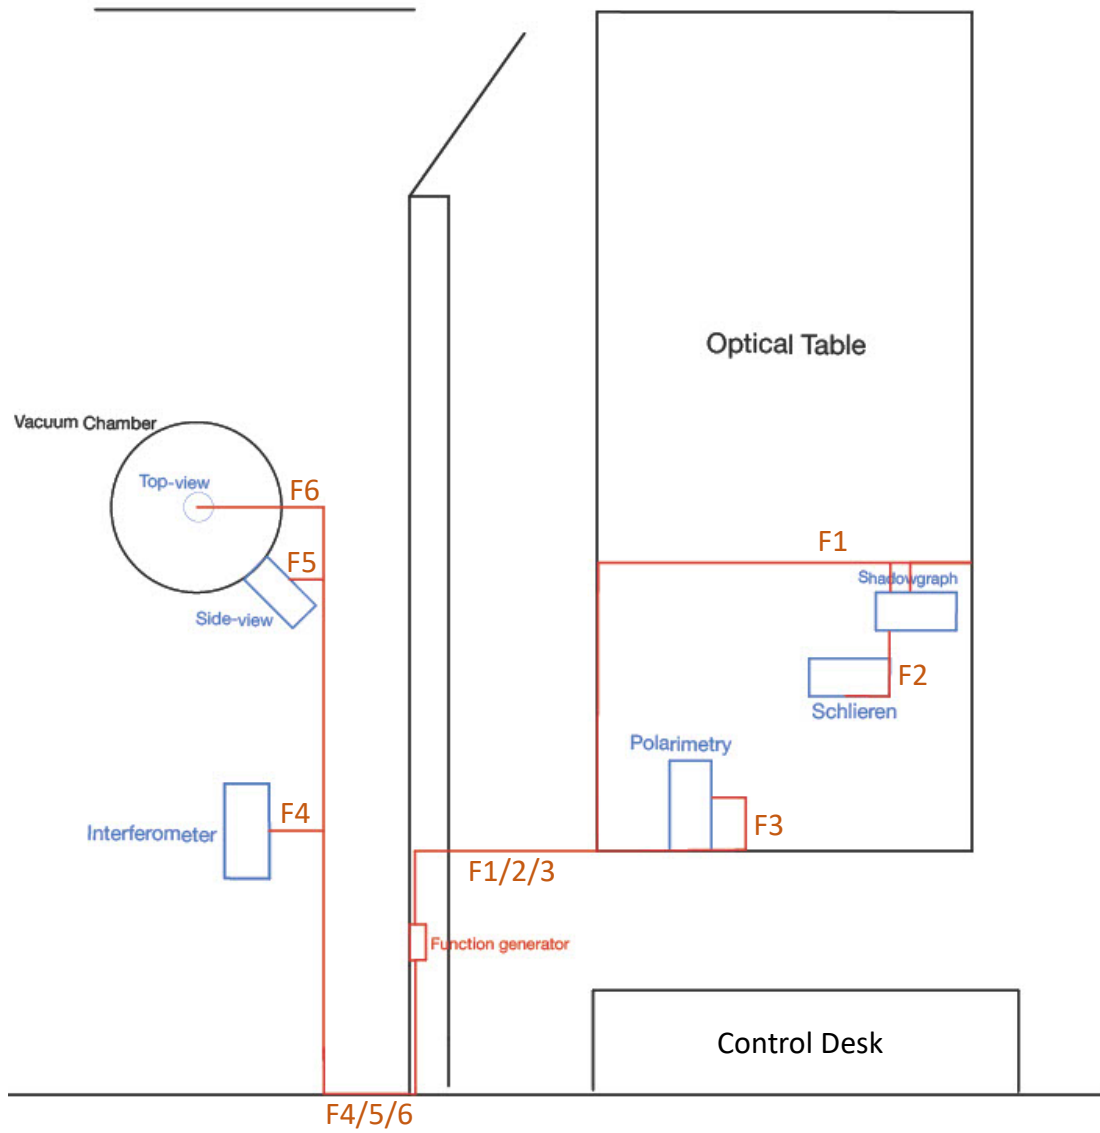 Optical Table
Vacuum Chamber
Top-view
F6
F5
Side-view
F1
Shadowgraph
F2
Schlieren
Polarimetry
F3
F4
Interferometer
F1/2/3
Function generator
Control Desk
F4/5/6